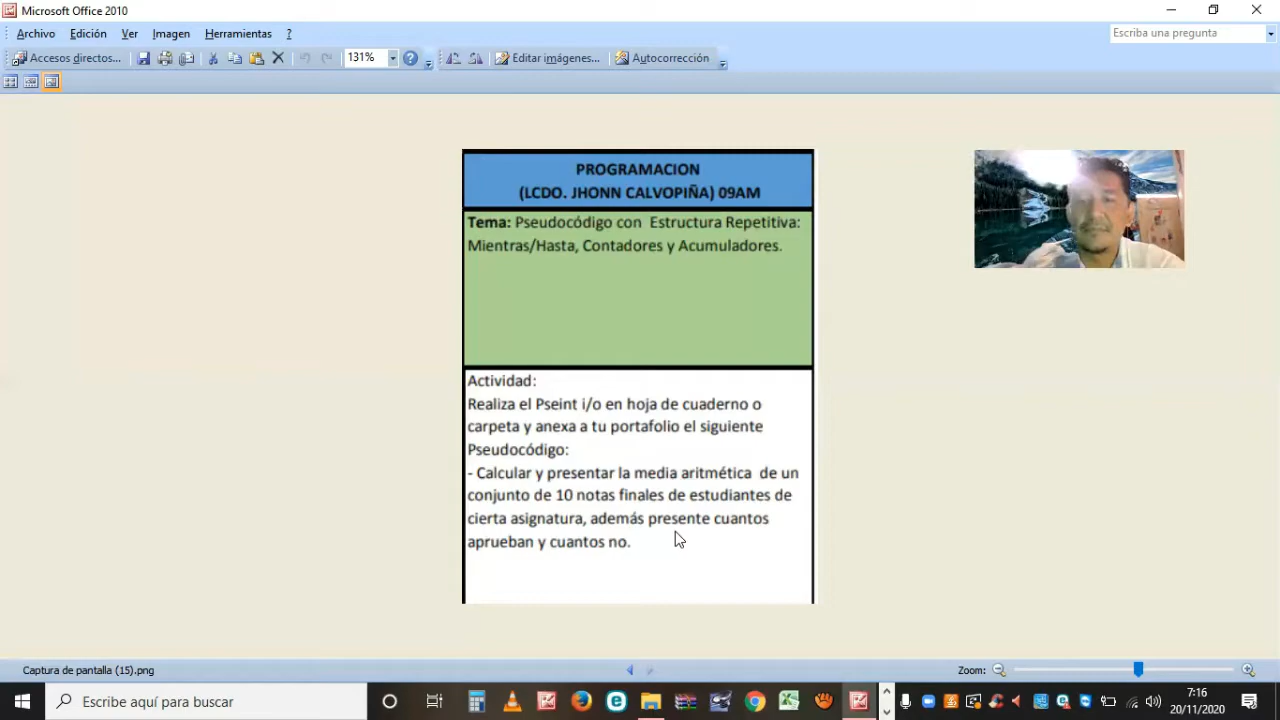 Microsoft Office 2010
Archivo Edición Ver Imagen Herramientas ?
Escribe una pregunta
Accesos directos... 131% Editar imágenes... Autocorrección
PROGRAMACION
(LCDO. JHONN CALVOPIÑA) 09AM
Tema: Pseudocódigo con Estructura Repetitiva:
Mientras/Hasta, Contadores y Acumuladores.
Actividad:
Realiza el Pseint i/o en hoja de cuaderno o
carpeta y anexa a tu portafolio el siguiente
Pseudocódigo:
- Calcular y presentar la media aritmética de un
conjunto de 10 notas finales de estudiantes de
cierta asignatura, además presente cuantos
aprueban y cuantos no.
Captura de pantalla (15).png
Zoom:
Escribe aquí para buscar
7:16
20/11/2020